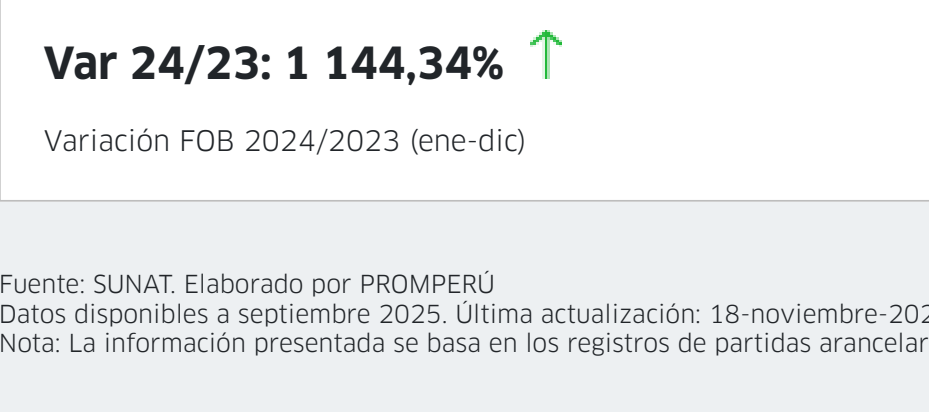 Var 24/23: 1 144,34%
Variación FOB 2024/2023 (ene-dic)
Fuente: SUNAT. Elaborado por PROMPERÚ
Datos disponibles a septiembre 2025. Última actualización: 18-noviembre-202
Nota: La información presentada se basa en los registros de partidas arancelar